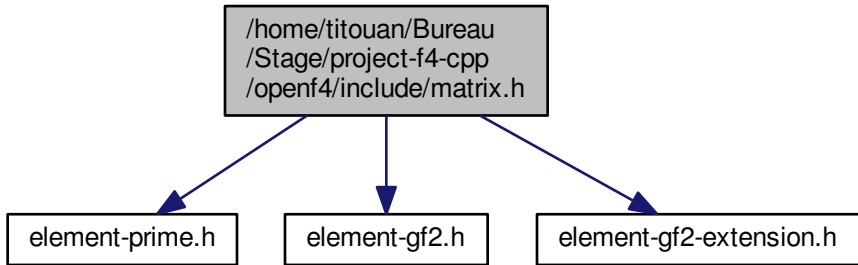 /home/titouan/Bureau
/Stage/project-f4-cpp
/openf4/include/matrix.h
element-prime.h
element-gf2.h
element-gf2-extension.h